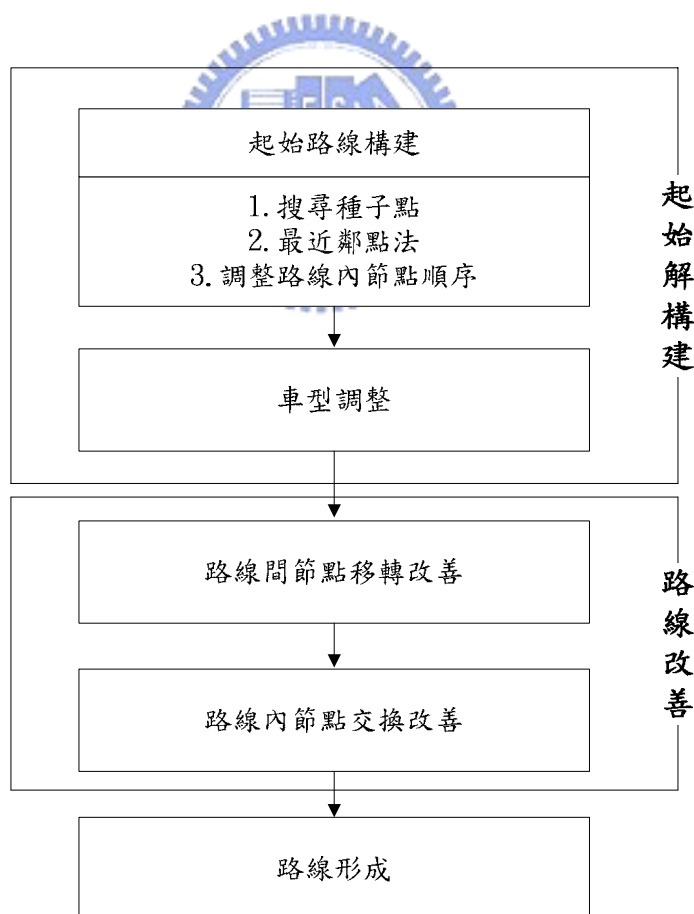 起始路線構建
1.搜尋種子點
2.最近鄰點法
3.調整路線內節點順序
車型調整
起始解構建
路線間節點移轉改善
路線內節點交換改善
路線改善
路線形成